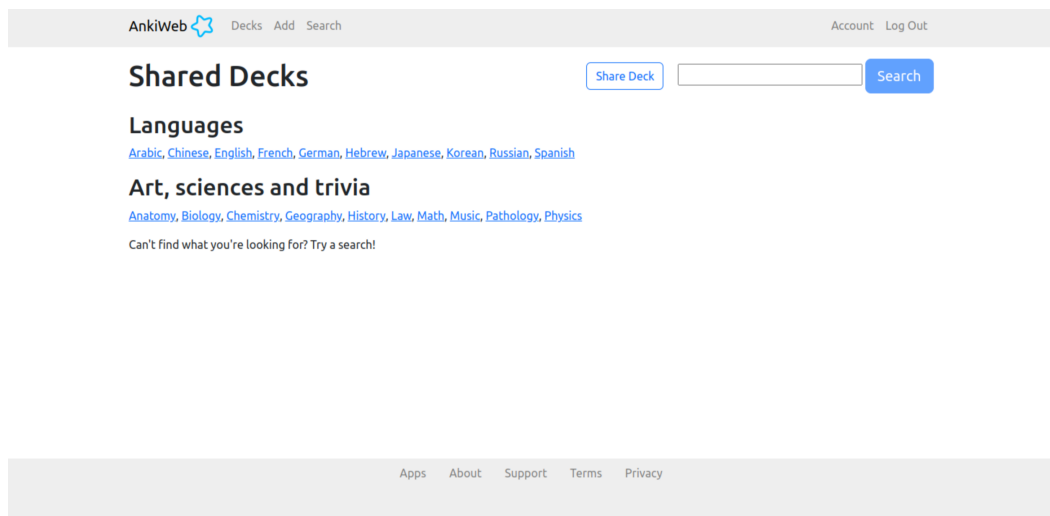 AnkiWeb Decks Add Search Account Log Out
Shared Decks Share Deck Search
Languages
Arabic, Chinese, English, French, German, Hebrew, Japanese, Korean, Russian, Spanish
Art, sciences and trivia
Anatomy, Biology, Chemistry, Geography, History, Law, Math, Music, Pathology, Physics
Can't find what you're looking for? Try a search!
Apps About Support Terms Privacy